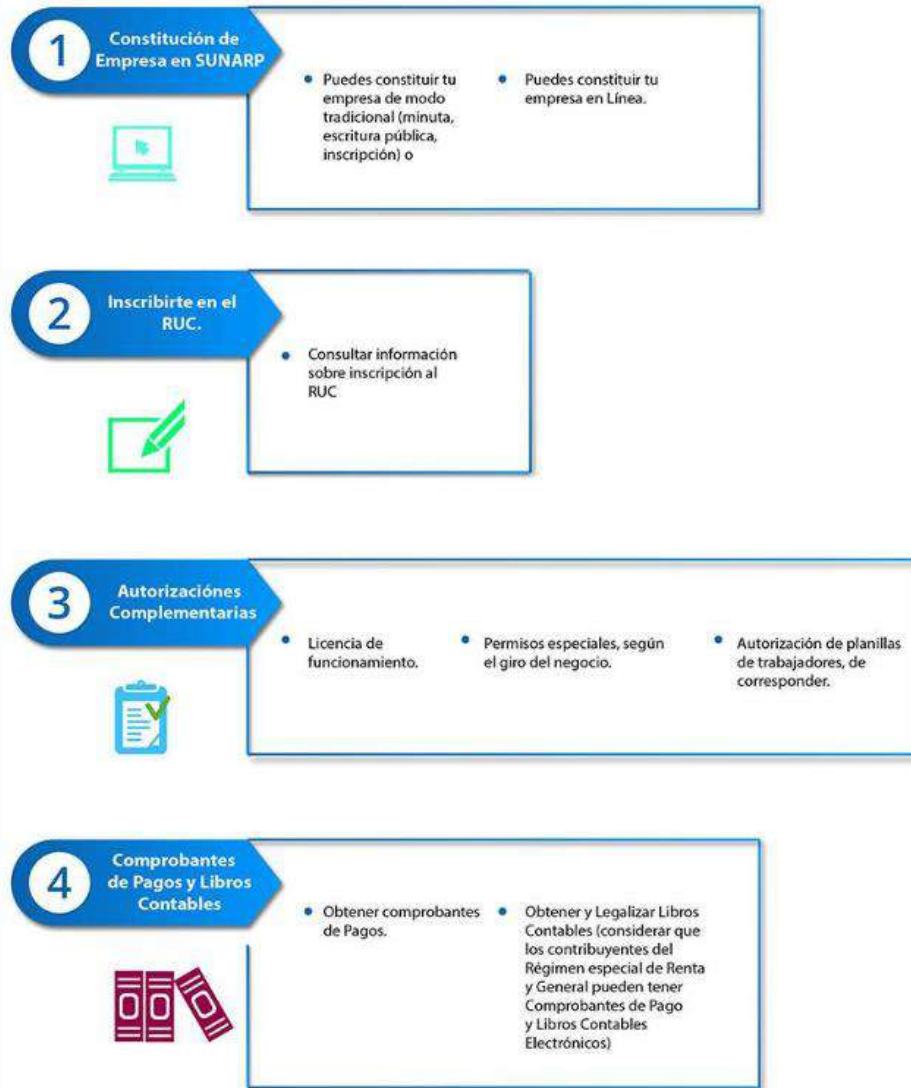 1
Constitución de
Empresa en SUNARP
• Puedes constituir tu
empresa de modo
tradicional (minuta,
escritura pública,
inscripción) o
• Puedes constituir tu
empresa en Línea.
2
Inscribirte en el
RUC.
• Consultar información
sobre inscripción al
RUC
3
Autorizaciónes
Complementarias
• Licencia de
funcionamiento.
• Permisos especiales, según
el giro del negocio.
• Autorización de planillas
de trabajadores, de
corresponder.
4
Comprobantes
de Pagos y Libros
Contables
• Obtener comprobantes
de Pagos.
• Obtener y Legalizar Libros
Contables (considerar que
los contribuyentes del
Régimen especial de Renta
y General pueden tener
Comprobantes de Pago
y Libros Contables
Electrónicos)